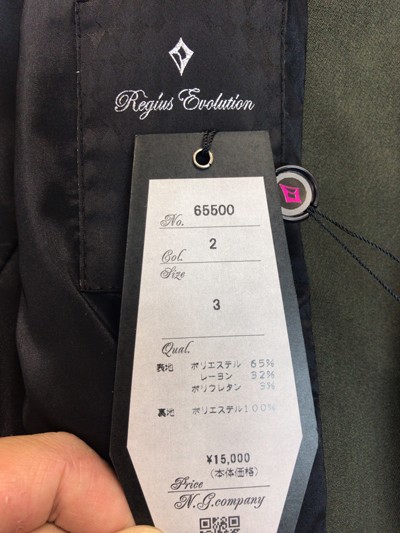 Regius Evolution
No. 65500
2
Col.
Size
3
Qual.
表地 ポリエステル 65%
レーヨン 32%
ポリウレタン 3%
裏地 ポリエステル100%
¥15,000
(本体価格)
Price
N.G.company